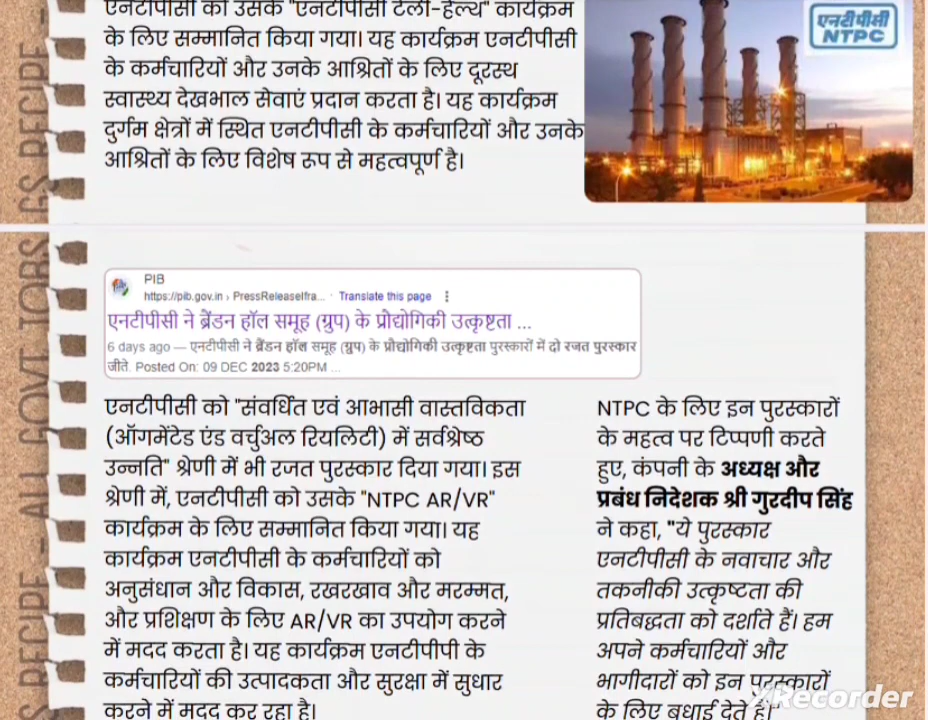 एनटीपीसी को उसके "एनटीपीसी टेली-हेल्थ" कार्यक्रम
के लिए सम्मानित किया गया। यह कार्यक्रम एनटीपीसी
के कर्मचारियों और उनके आश्रितों के लिए दूरस्थ
स्वास्थ्य देखभाल सेवाएं प्रदान करता है। यह कार्यक्रम
दुर्गम क्षेत्रों में स्थित एनटीपीसी के कर्मचारियों और उनके
आश्रितों के लिए विशेष रूप से महत्वपूर्ण है।
एनटीपीसी
NTPC
GS RECIPE
PIB
https://pib.gov.in › PressReleaseIfra... · Translate this page
एनटीपीसी ने ब्रैंडन हॉल समूह (ग्रुप) के प्रौद्योगिकी उत्कृष्टता ...
6 days ago — एनटीपीसी ने ब्रैंडन हॉल समूह (ग्रुप) के प्रौद्योगिकी उत्कृष्टता पुरस्कारों में दो रजत पुरस्कार
जीते. Posted On: 09 DEC 2023 5:20PM ...
एनटीपीसी को "संवर्धित एवं आभासी वास्तविकता
(ऑगमेंटेड एंड वर्चुअल रियलिटी) में सर्वश्रेष्ठ
उन्नति" श्रेणी में भी रजत पुरस्कार दिया गया। इस
श्रेणी में, एनटीपीसी को उसके "NTPC AR/VR"
कार्यक्रम के लिए सम्मानित किया गया। यह
कार्यक्रम एनटीपीसी के कर्मचारियों को
अनुसंधान और विकास, रखरखाव और मरम्मत,
और प्रशिक्षण के लिए AR/VR का उपयोग करने
में मदद करता है। यह कार्यक्रम एनटीपीपी के
कर्मचारियों की उत्पादकता और सुरक्षा में सुधार
करने में मदद कर रहा है।
NTPC के लिए इन पुरस्कारों
के महत्व पर टिप्पणी करते
हुए, कंपनी के अध्यक्ष और
प्रबंध निदेशक श्री गुरदीप सिंह
ने कहा, "ये पुरस्कार
एनटीपीसी के नवाचार और
तकनीकी उत्कृष्टता की
प्रतिबद्धता को दर्शाते हैं। हम
अपने कर्मचारियों और
भागीदारों को इन पुरस्कारों
के लिए बधाई देते हैं।"
RECIPE - ALL GOVT JOBS
XRecorder